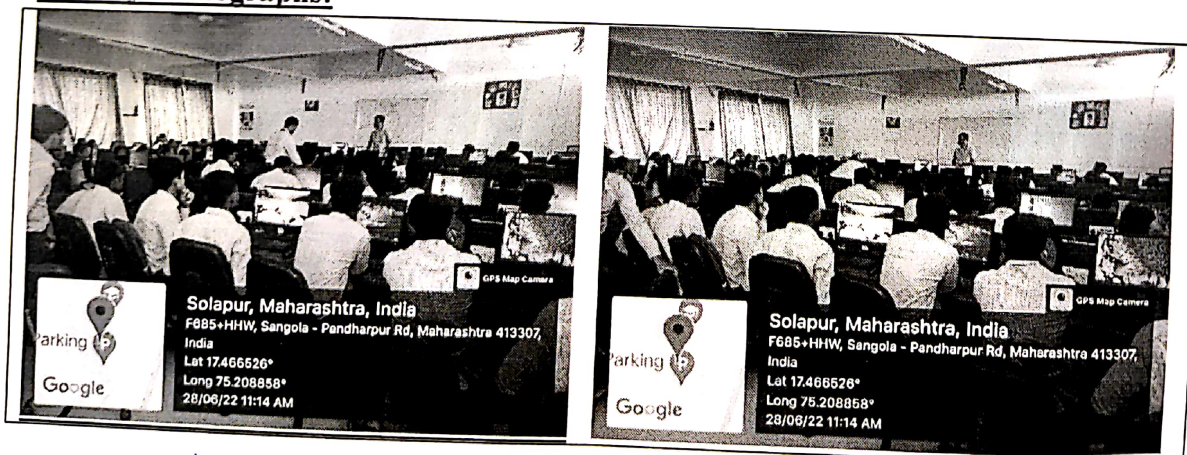 GPS Map Camera
Solapur, Maharashtra, India
F685+HHW, Sangola - Pandharpur Rd, Maharashtra 413307,
India
Lat 17.466526°
Long 75.208858°
28/06/22 11:14 AM
Parking
Google
GPS Map Camera
Solapur, Maharashtra, India
F685+HHW, Sangola - Pandharpur Rd, Maharashtra 413307,
India
Lat 17.466526°
Long 75.208858°
28/06/22 11:14 AM
Parking
Google